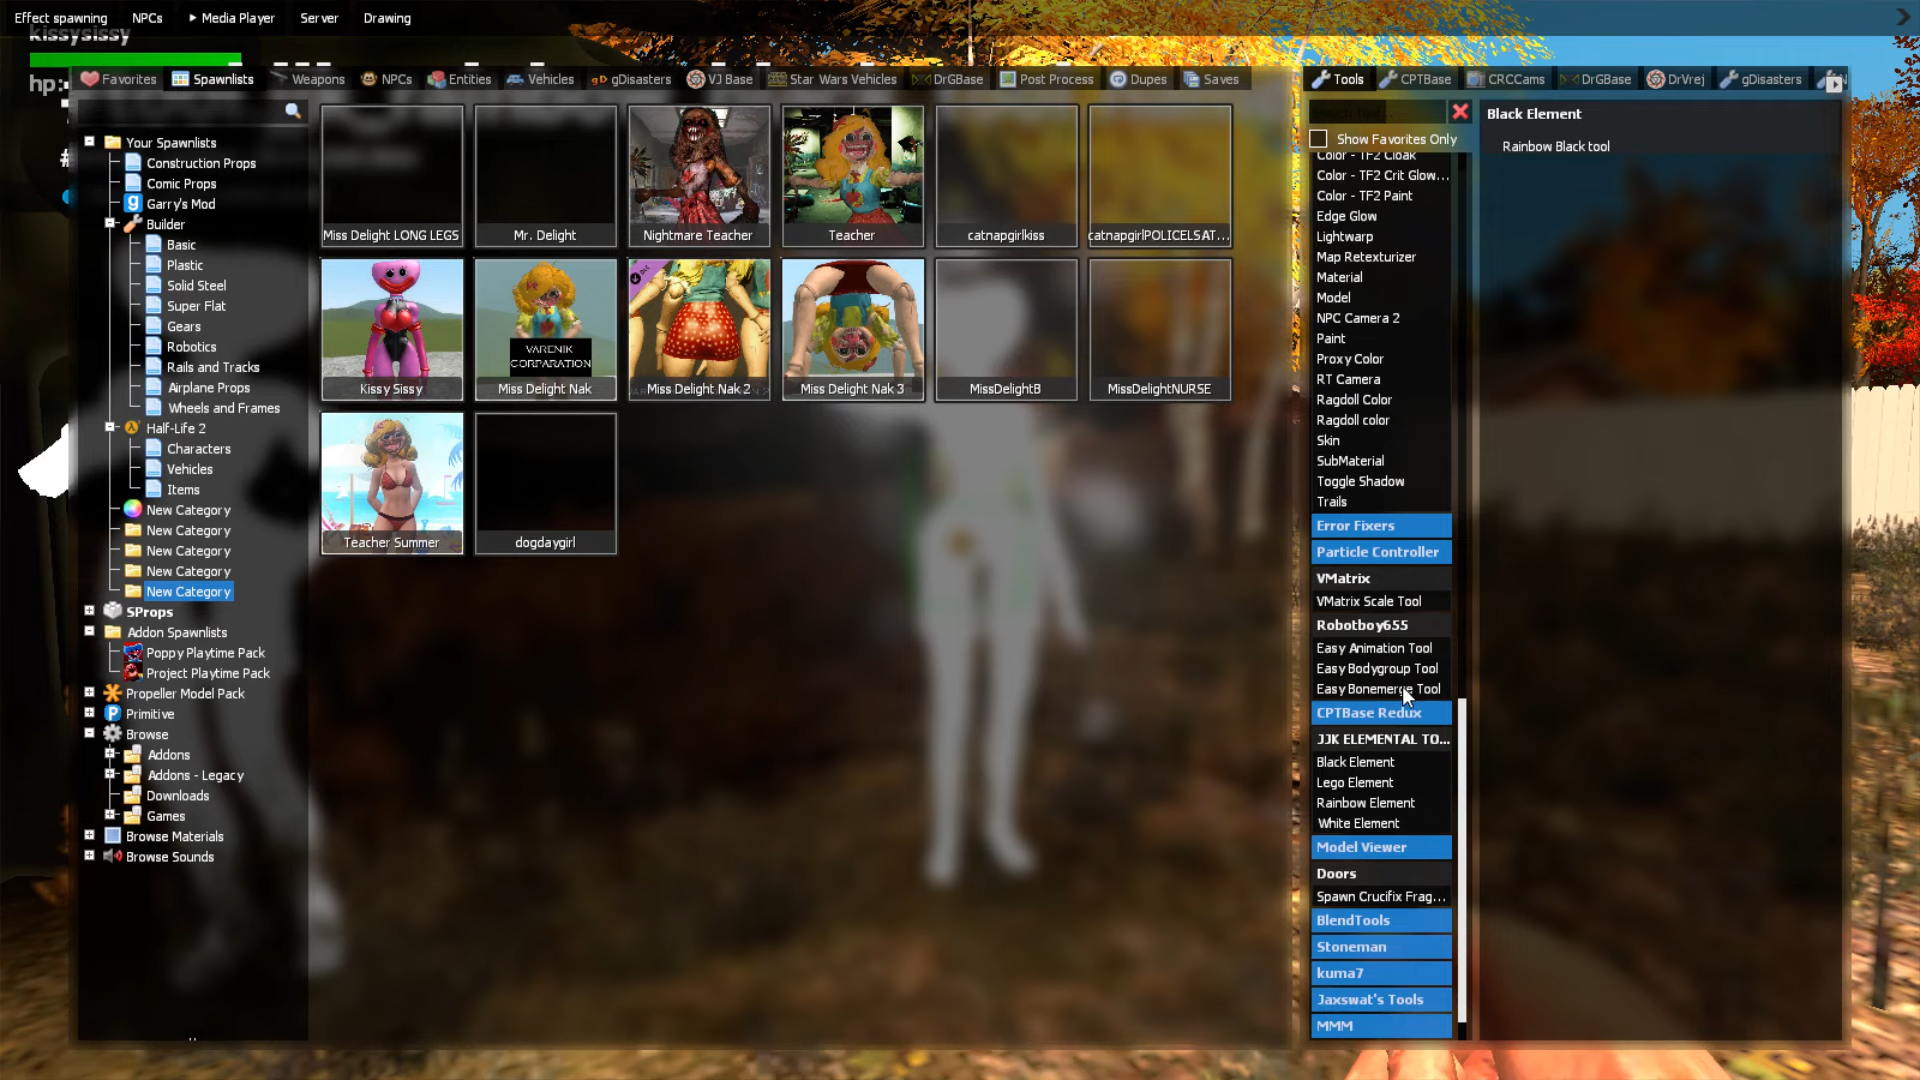 Effect spawning NPCs Media Player Server Drawing
kissysissy
hp:
#
Favorites Spawnlists Weapons NPCs Entities Vehicles gDisasters VJ Base Star Wars Vehicles DrGBase Post Process Dupes Saves
Your Spawnlists
Construction Props
Comic Props
Garry's Mod
Builder
Basic
Plastic
Solid Steel
Super Flat
Gears
Robotics
Rails and Tracks
Airplane Props
Wheels and Frames
Half-Life 2
Characters
Vehicles
Items
New Category
New Category
New Category
New Category
New Category
SProps
Addon Spawnlists
Poppy Playtime Pack
Project Playtime Pack
Propeller Model Pack
Primitive
Browse
Addons
Addons - Legacy
Downloads
Games
Browse Materials
Browse Sounds
Miss Delight LONG LEGS
Mr. Delight
Nightmare Teacher
Teacher
catnapgirlkiss
catnapgirlPOLICELSAT...
Kissy Sissy
VARENIK
CORPARATION
Miss Delight Nak
Miss Delight Nak 2
Miss Delight Nak 3
MissDelightB
MissDelightNURSE
Teacher Summer
dogdaygirl
Tools CPTBase CRCCams DrGBase DrVrej gDisasters N
Show Favorites Only
Color - TF2 Cloak
Color - TF2 Crit Glow...
Color - TF2 Paint
Edge Glow
Lightwarp
Map Retexturizer
Material
Model
NPC Camera 2
Paint
Proxy Color
RT Camera
Ragdoll Color
Ragdoll color
Skin
SubMaterial
Toggle Shadow
Trails
Error Fixers
Particle Controller
VMatrix
VMatrix Scale Tool
Robotboy655
Easy Animation Tool
Easy Bodygroup Tool
Easy Bonemerge Tool
CPTBase Redux
JJK ELEMENTAL TO...
Black Element
Lego Element
Rainbow Element
White Element
Model Viewer
Doors
Spawn Crucifix Frag...
BlendTools
Stoneman
kuma7
Jaxswat's Tools
MMM
Black Element
Rainbow Black tool